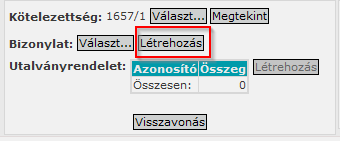 Kötelezettség: 1657/1 Választ... Megtekint
Bizonylat: Választ... Létrehozás
Utalványrendelet: Azonosító Összeg Létrehozás
Összesen: 0
Visszavonás